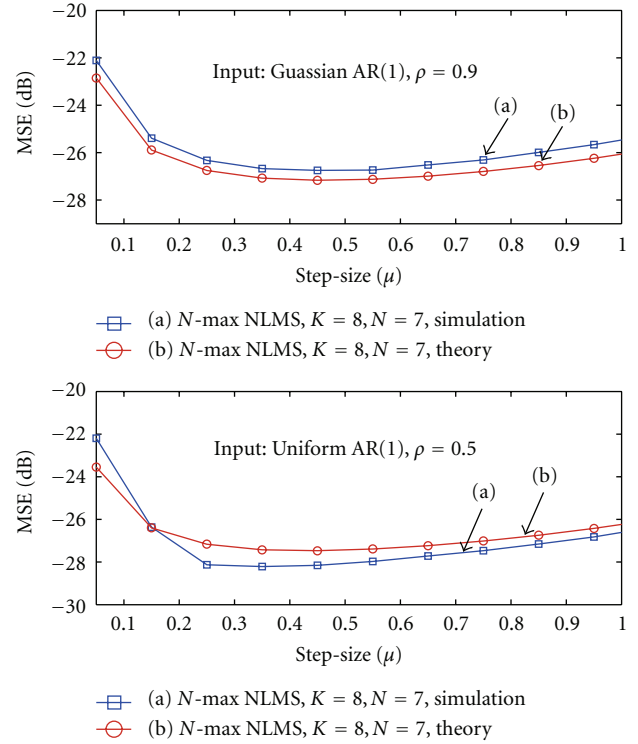 −20
−22
−24
−26
−28
MSE (dB)
Input: Guassian AR(1), ρ = 0.9
(a)
(b)
0.1 0.2 0.3 0.4 0.5 0.6 0.7 0.8 0.9 1
Step-size (μ)
(a) N-max NLMS, K = 8, N = 7, simulation
(b) N-max NLMS, K = 8, N = 7, theory
−20
−22
−24
−26
−28
−30
MSE (dB)
Input: Uniform AR(1), ρ = 0.5
(a)
(b)
0.1 0.2 0.3 0.4 0.5 0.6 0.7 0.8 0.9 1
Step-size (μ)
(a) N-max NLMS, K = 8, N = 7, simulation
(b) N-max NLMS, K = 8, N = 7, theory